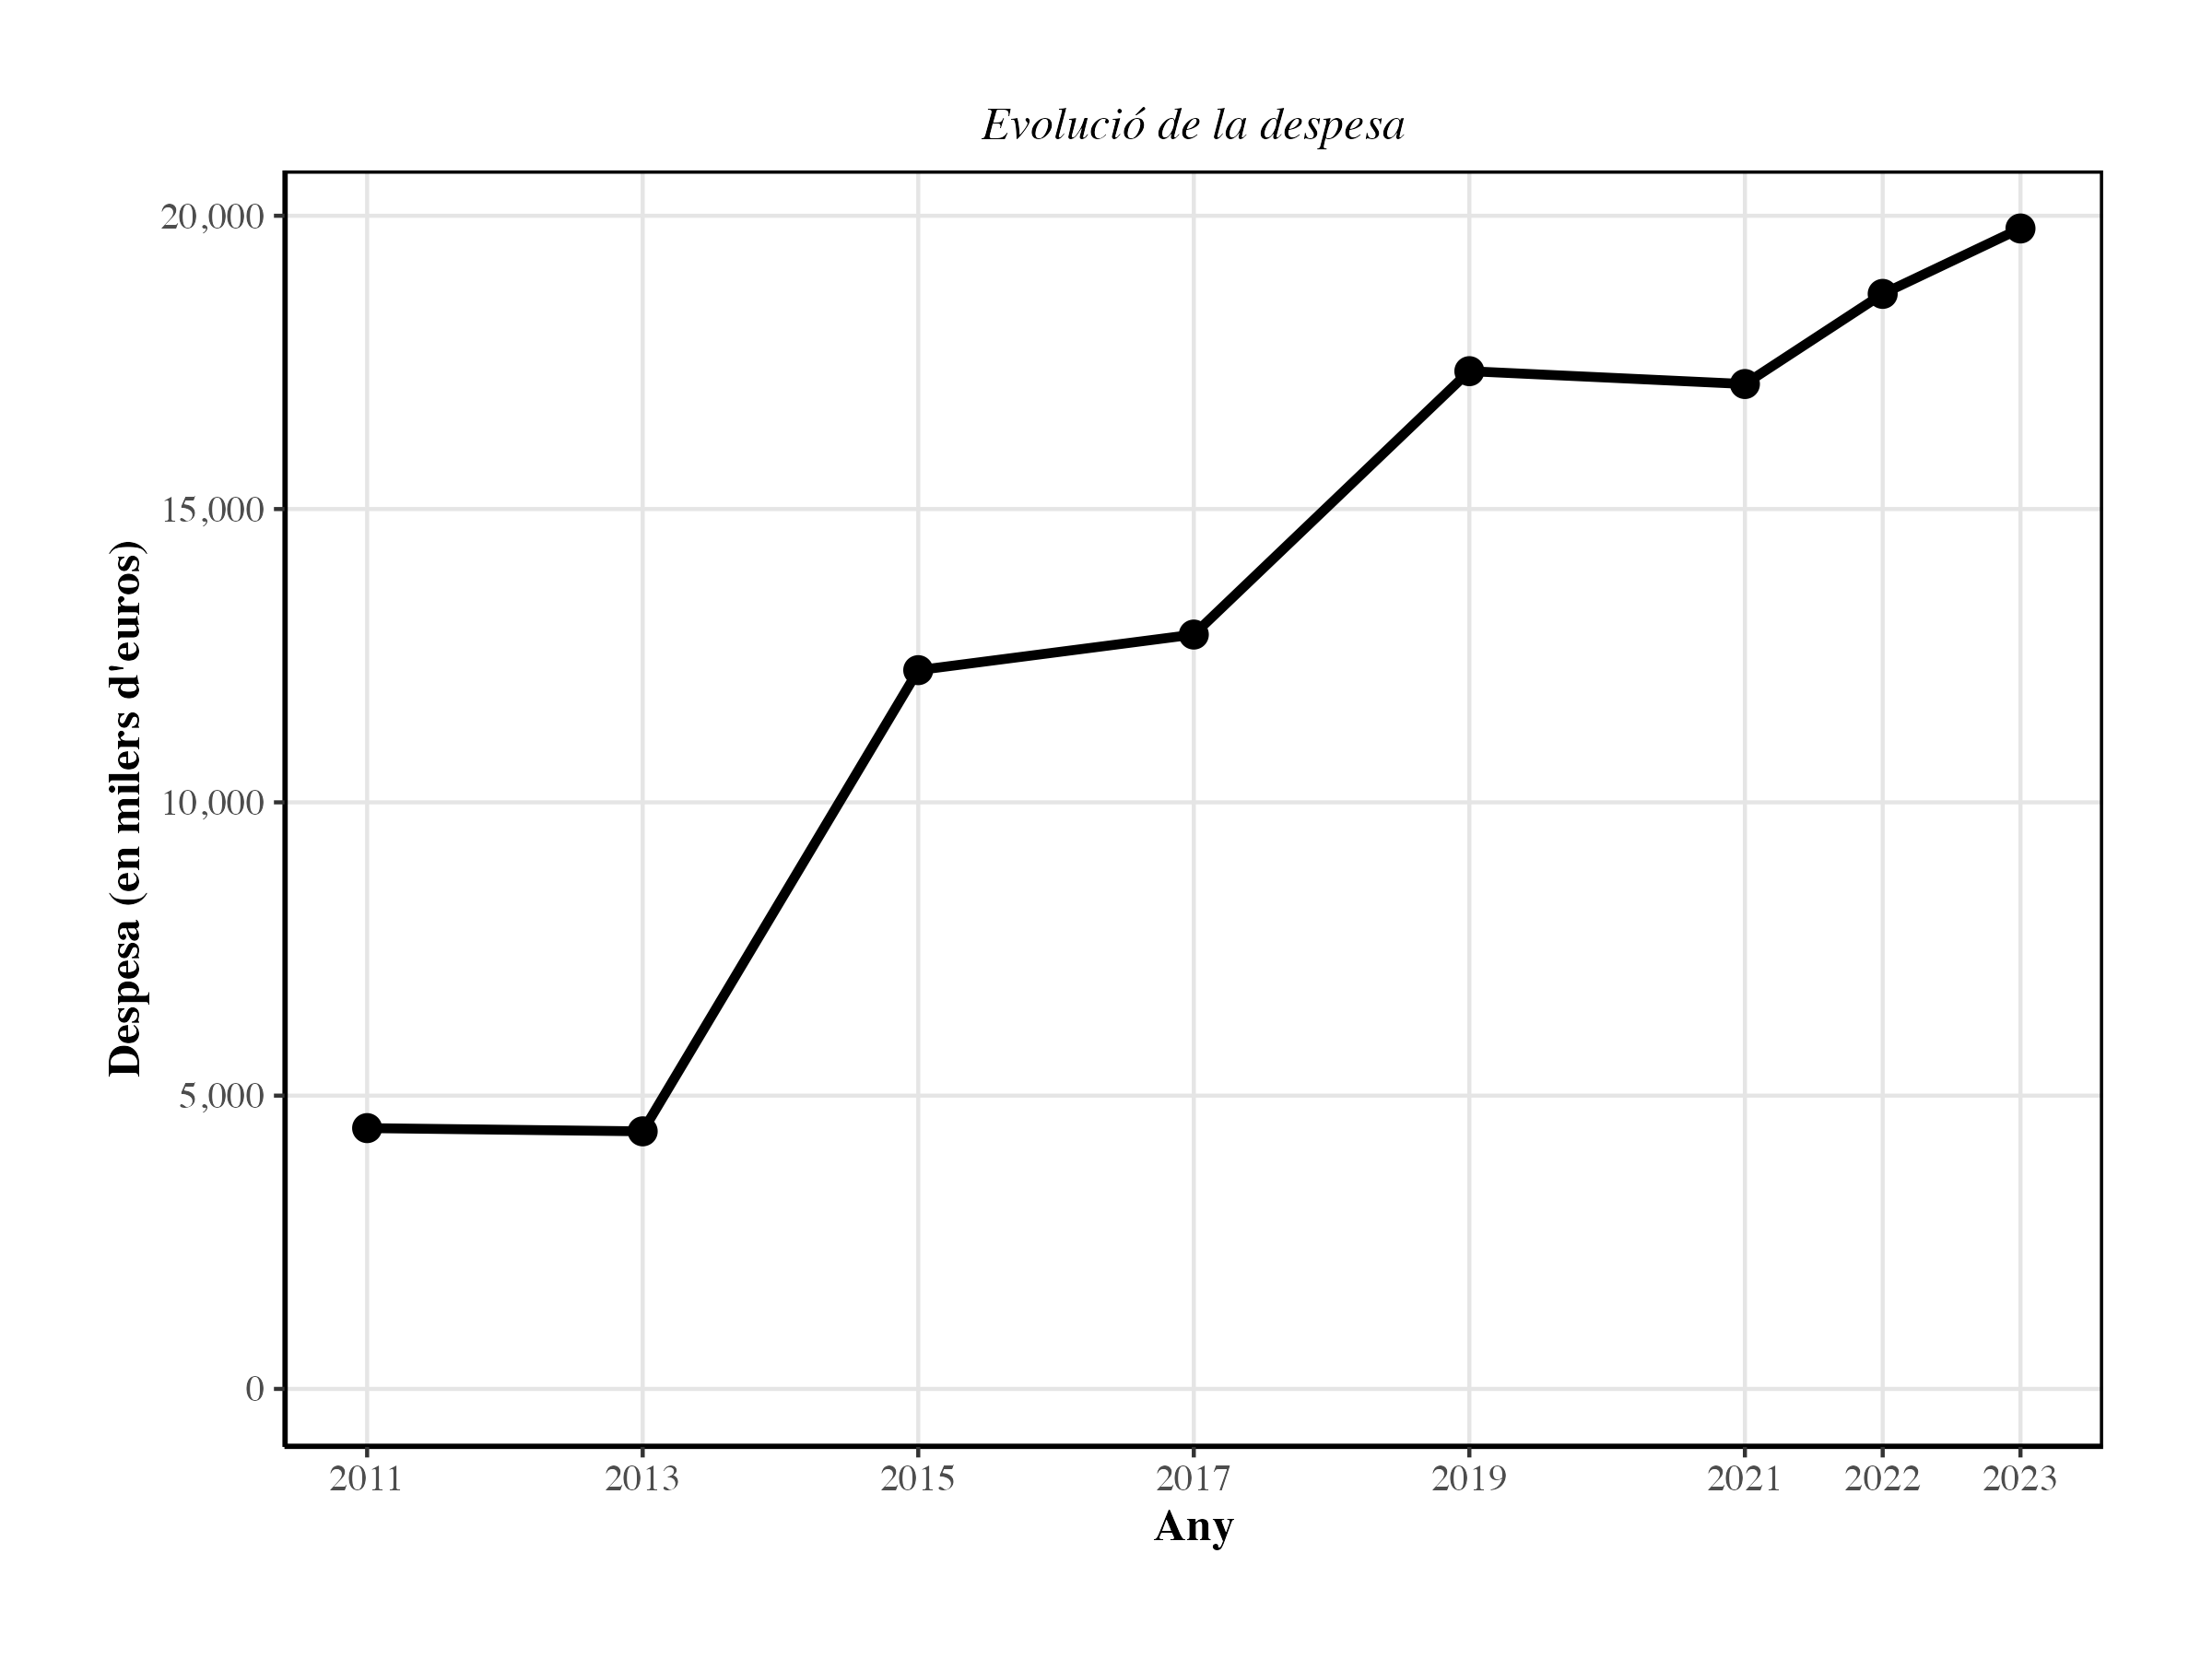 Evolució de la despesa
Despesa (en milers d'euros)
20,000
15,000
10,000
5,000
0
2011 2013 2015 2017 2019 2021 2022 2023
Any